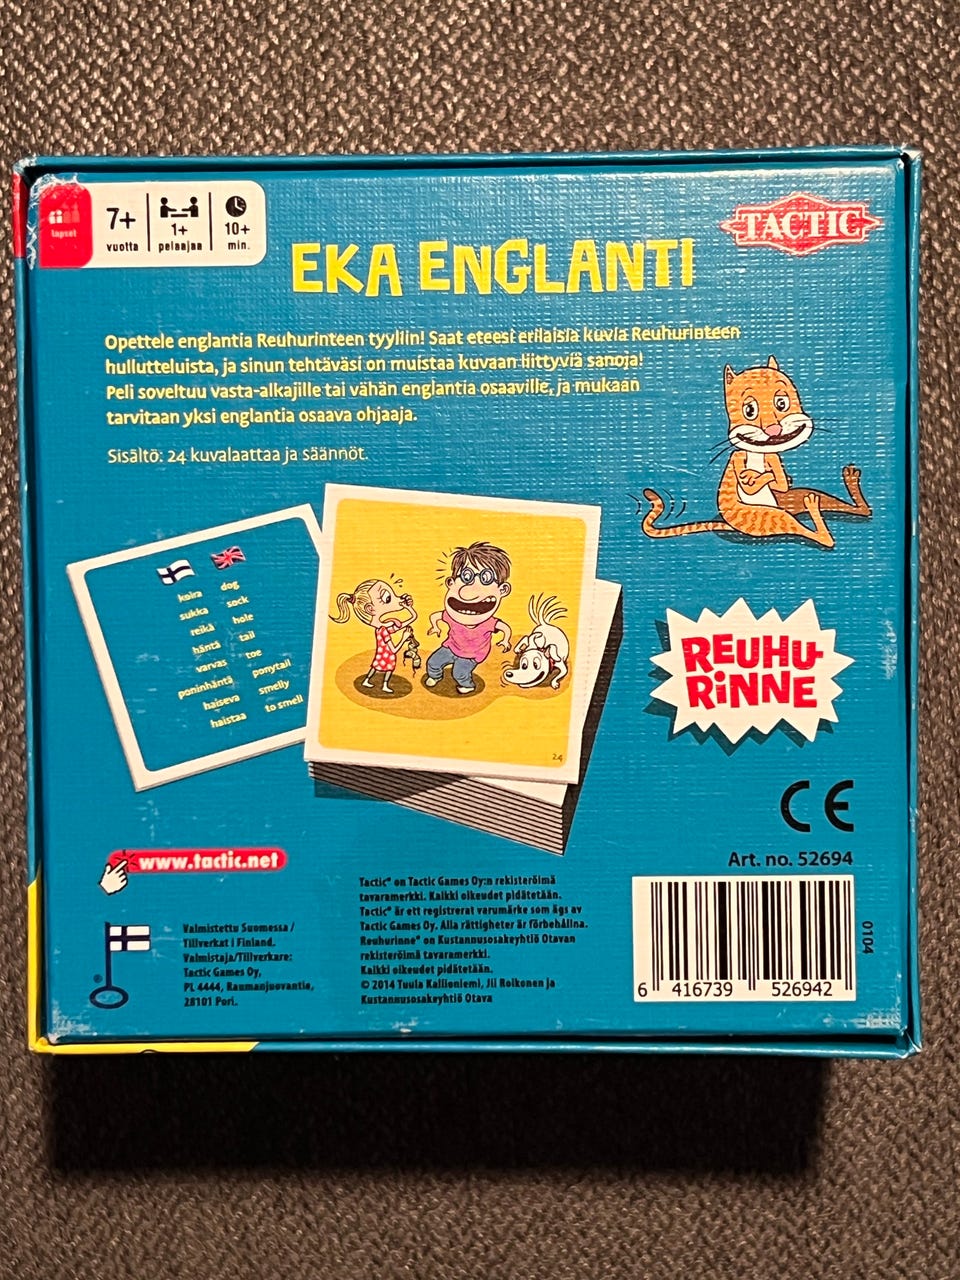 lapset
7+
vuotta
1+
pelaajaa
10+
min.
TACTIC
EKA ENGLANTI
Opettele englantia Reuhurinteen tyyliin! Saat eteesi erilaisia kuvia Reuhurinteen
hullutteluista, ja sinun tehtäväsi on muistaa kuvaan liittyviä sanoja!
Peli soveltuu vasta-alkajille tai vähän englantia osaaville, ja mukaan
tarvitaan yksi englantia osaava ohjaaja.
Sisältö: 24 kuvalaattaa ja säännöt.
koira dog
sukka sock
reikä hole
häntä tail
varvas toe
poninhäntä ponytail
haiseva smelly
haistaa to smell
24
REUHU-
RINNE
CE
Art. no. 52694
www.tactic.net
Valmistettu Suomessa /
Tillverkat i Finland.
Valmistaja/Tillverkare:
Tactic Games Oy,
PL 4444, Raumanjuovantie,
28101 Pori.
Tactic® on Tactic Games Oy:n rekisteröimä
tavaramerkki. Kaikki oikeudet pidätetään.
Tactic® är ett registrerat varumärke som ägs av
Tactic Games Oy. Alla rättigheter är förbehållna.
Reuhurinne® on Kustannusosakeyhtiö Otavan
rekisteröimä tavaramerkki.
Kaikki oikeudet pidätetään.
© 2014 Tuula Kallioniemi, Jii Roikonen ja
Kustannusosakeyhtiö Otava
0104
6 416739 526942